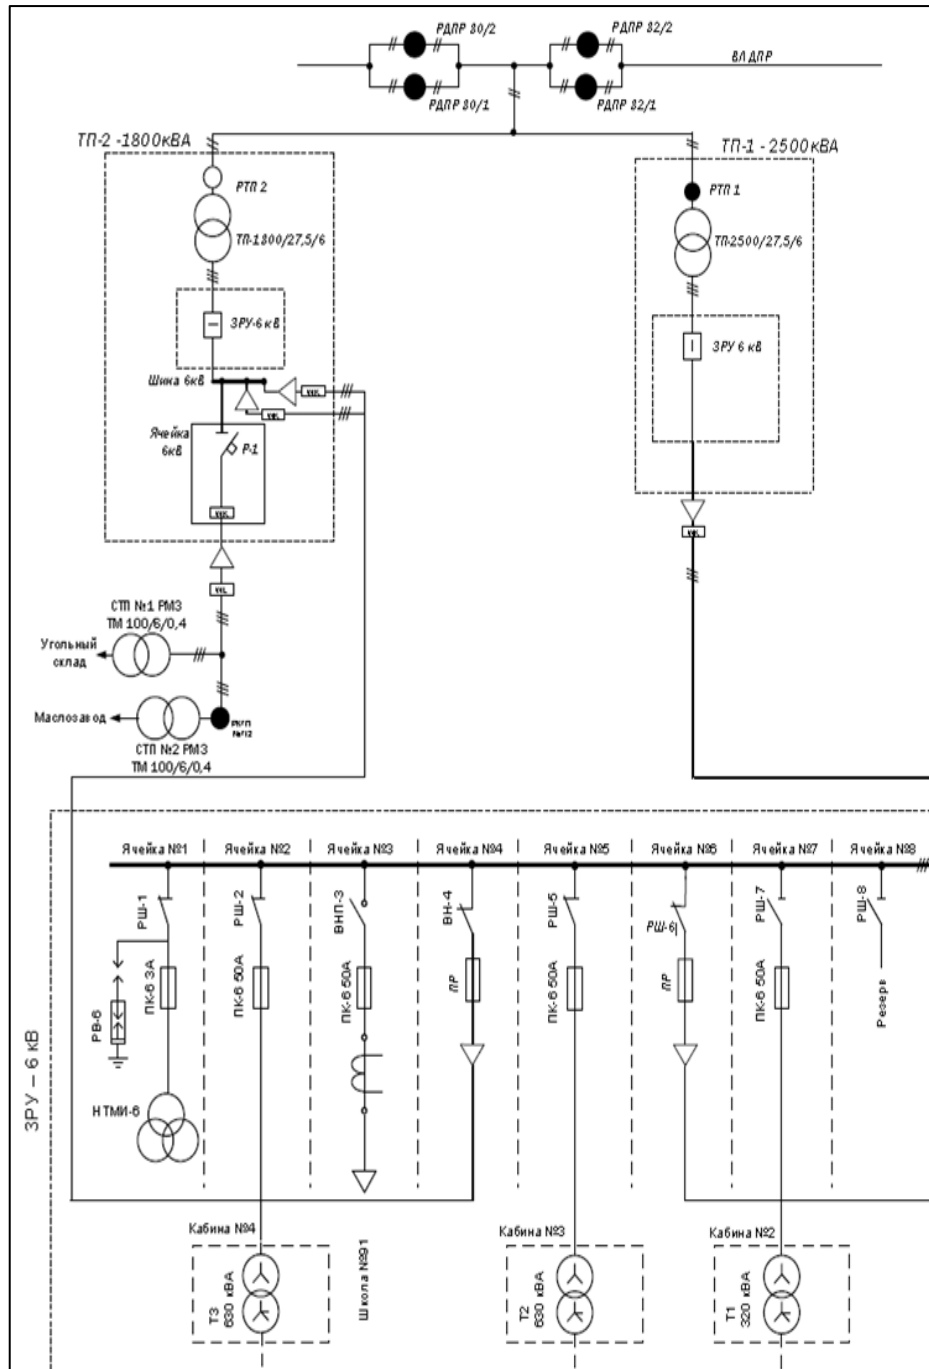 РДПР 80/2
РДПР 82/2
ВЛ ДПР
РДПР 80/1
РДПР 82/1
ТП-2 -1800кВА
ТП-1 - 2500кВА
РТП 2
РТП 1
ТП-1800/27,5/6
ТП-2500/27,5/6
ЗРУ-6 кВ
ЗРУ 6 кВ
Шина 6кВ
Ячейка
6кВ
Р-1
СТП №1 РМЗ
ТМ 100/6/0,4
Угольный
склад
Маслозавод
СТП №2 РМЗ
ТМ 100/6/0,4
Ячейка №1
Ячейка №2
Ячейка №3
Ячейка №4
Ячейка №5
Ячейка №6
Ячейка №7
Ячейка №8
РШ-1
РШ-2
ВНП-3
ВН-4
РШ-5
РШ-6
РШ-7
РШ-8
РВ-6
ПК-6 3А
ПК-6 50А
ПК-6 50А
ПР
ПК-6 50А
ПР
ПК-6 50А
Резерв
ЗРУ – 6 кВ
НТМИ-6
Кабина №4
Школа №91
Кабина №3
Кабина №2
Т3
630 кВА
Т2
630 кВА
Т1
320 кВА